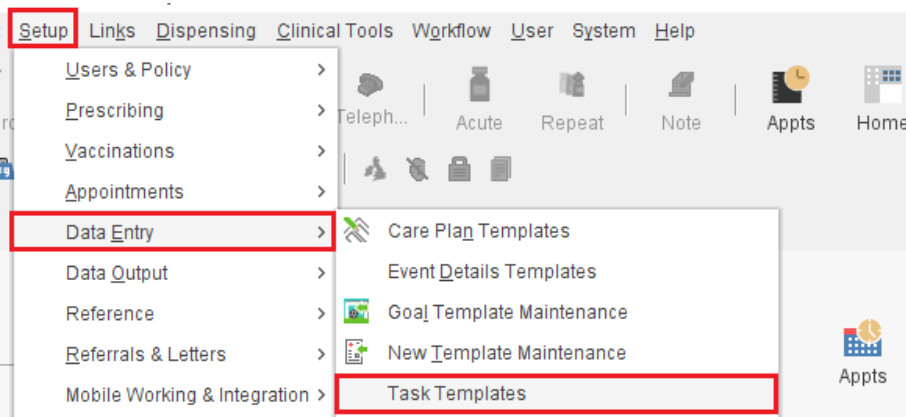 Setup Links Dispensing Clinical Tools Workflow User System Help
Users & Policy
Prescribing
Teleph...
Acute
Repeat
Note
Appts
Home
Vaccinations
Appointments
Data Entry
Care Plan Templates
Data Output
Event Details Templates
Reference
Goal Template Maintenance
Referrals & Letters
New Template Maintenance
Appts
Mobile Working & Integration
Task Templates